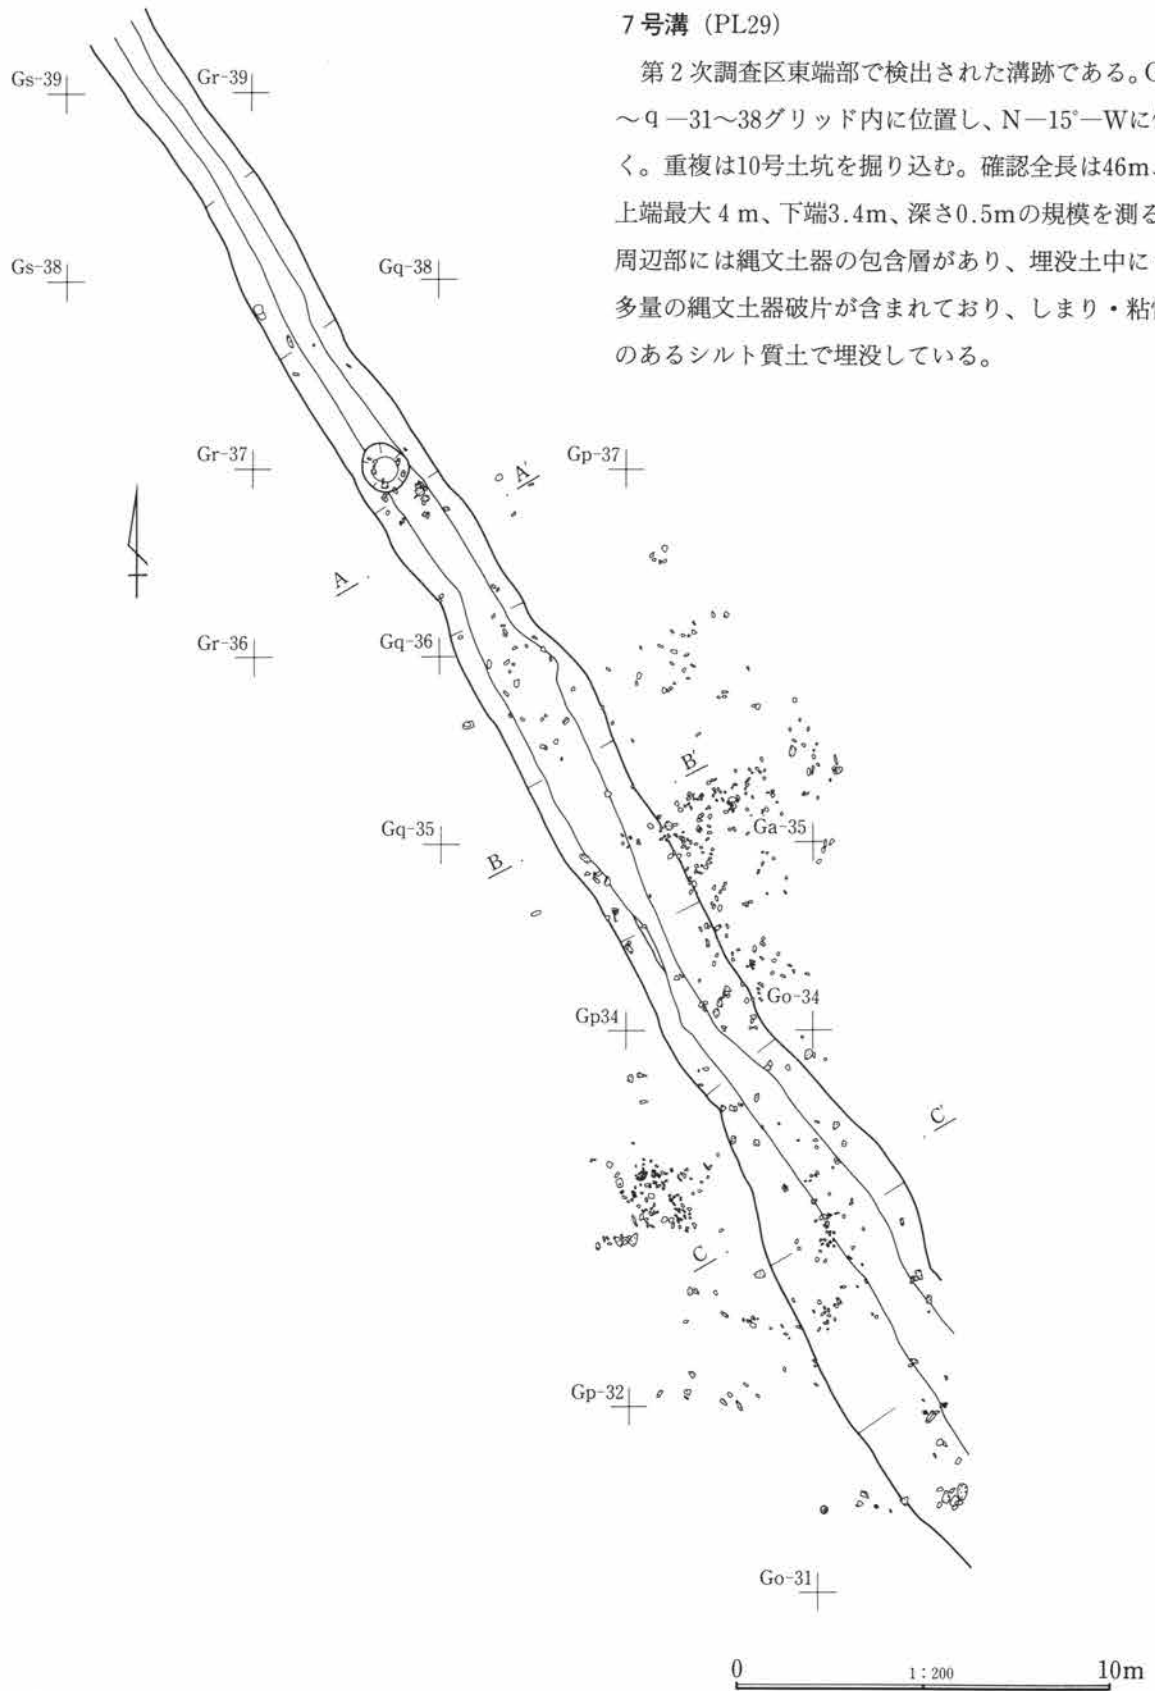 7号溝（PL29）
第2次調査区東端部で検出された溝跡である。G
～q―31～38グリッド内に位置し、N―15°―Wに
く。重複は10号土坑を掘り込む。確認全長は46m、
上端最大4m、下端3.4m、深さ0.5mの規模を測る
周辺部には縄文土器の包含層があり、埋没土中に
多量の縄文土器破片が含まれており、しまり・粘
のあるシルト質土で埋没している。
Gs-39
Gr-39
Gs-38
Gq-38
Gr-37
A'
Gp-37
A
Gr-36
Gq-36
B'
Gq-35
B
Ga-35
Gp34
Go-34
C'
C
Gp-32
Go-31
0 1：200 10m